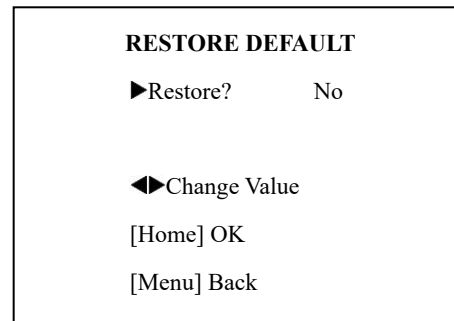 RESTORE DEFAULT
▶Restore? No
◀▶Change Value
[Home] OK
[Menu] Back